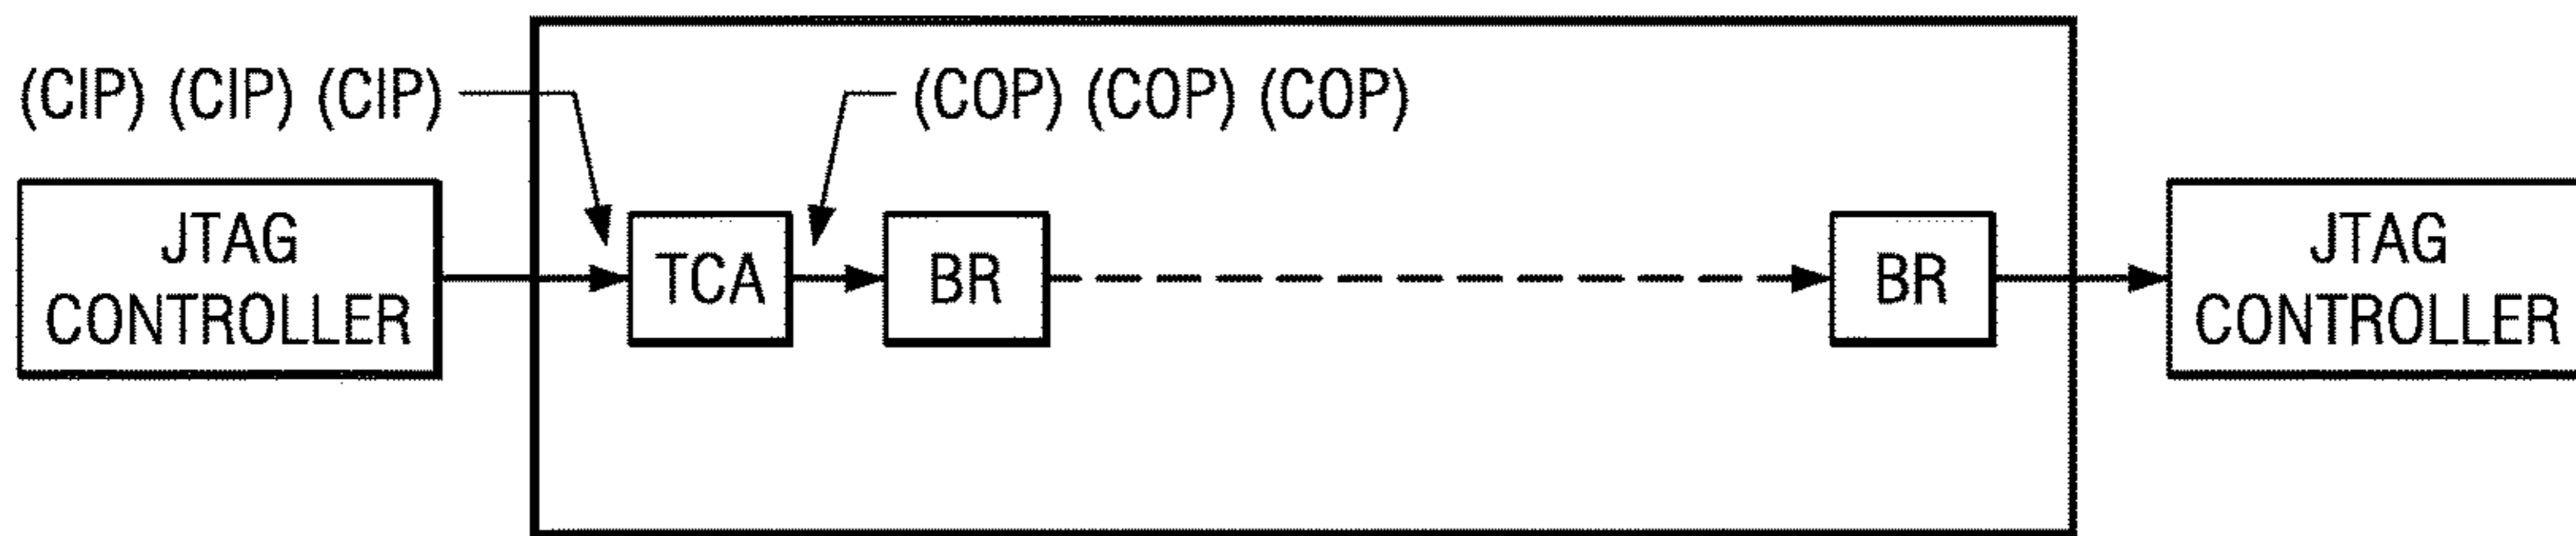 (CIP) (CIP) (CIP)
(COP) (COP) (COP)
JTAG
CONTROLLER
TCA
BR
BR
JTAG
CONTROLLER